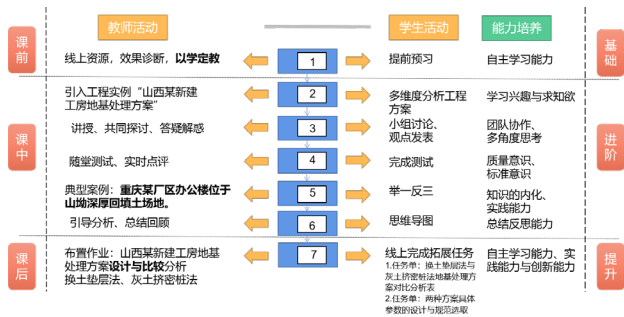 教师活动
学生活动
能力培养
课前
线上资源，效果诊断，以学定教
1
提前预习
自主学习能力
基础
引入工程实例“山西某新建
工房地基处理方案”
2
多维度分析工程
方案
学习兴趣与求知欲
课中
讲授、共同探讨、答疑解惑
3
小组讨论、
观点发表
团队协作、
多角度思考
进阶
随堂测试、实时点评
4
完成测试
质量意识、
标准意识
典型案例：重庆某厂区办公楼位于
山坳深厚回填土场地。
5
举一反三
知识的内化、
实践能力
引导分析、总结回顾
6
思维导图
总结反思能力
课后
布置作业：山西某新建工房地基
处理方案设计与比较分析
换土垫层法、灰土挤密桩法
7
线上完成拓展任务
1.任务单：换土垫层法与
灰土挤密桩法地基处理方
案对比分析表
2.任务单：两种方案具体
参数的设计与规范选取
自主学习能力、实
践能力与创新能力
提升